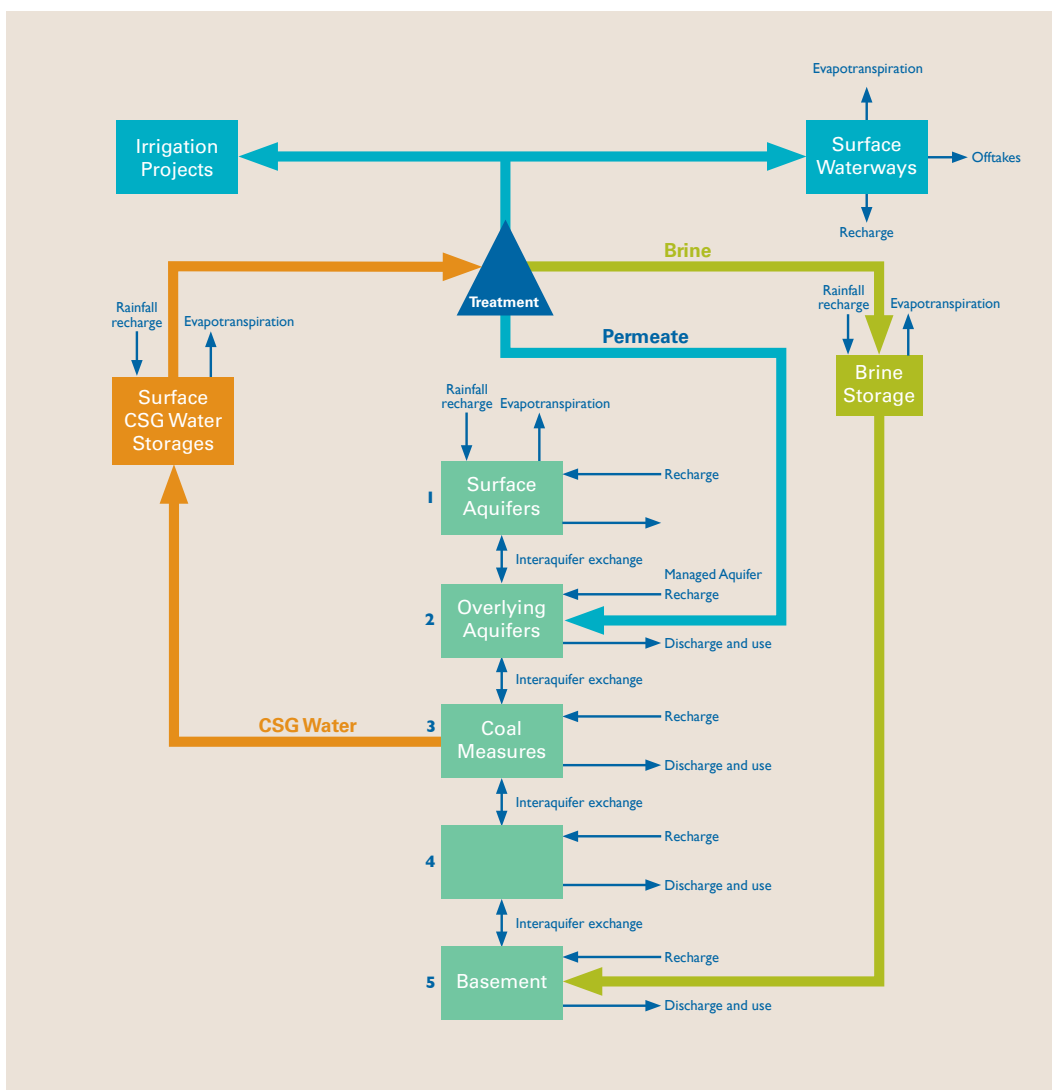 Evapotranspiration
Irrigation
Projects
Surface
Waterways
Offtakes
Recharge
Brine
Treatment
Rainfall
recharge
Evapotranspiration
Rainfall
recharge
Evapotranspiration
Permeate
Surface
CSG Water
Storages
Brine
Storage
Rainfall
recharge
Evapotranspiration
1
Surface
Aquifers
Recharge
Interaquifer exchange
2
Overlying
Aquifers
Managed Aquifer
Recharge
Discharge and use
Interaquifer exchange
CSG Water
3
Coal
Measures
Recharge
Discharge and use
Interaquifer exchange
4
Recharge
Discharge and use
Interaquifer exchange
5
Basement
Recharge
Discharge and use